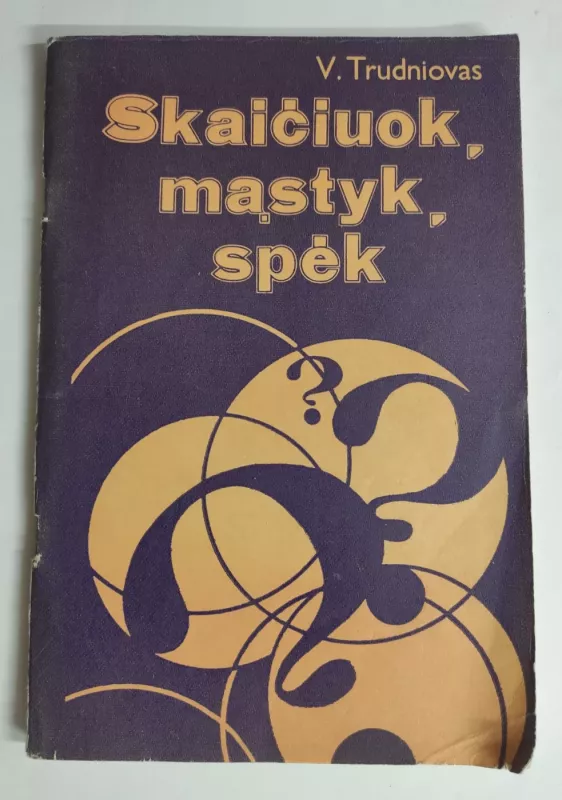 V. Trudniovas
Skaičiuok,
mąstyk,
spėk
?